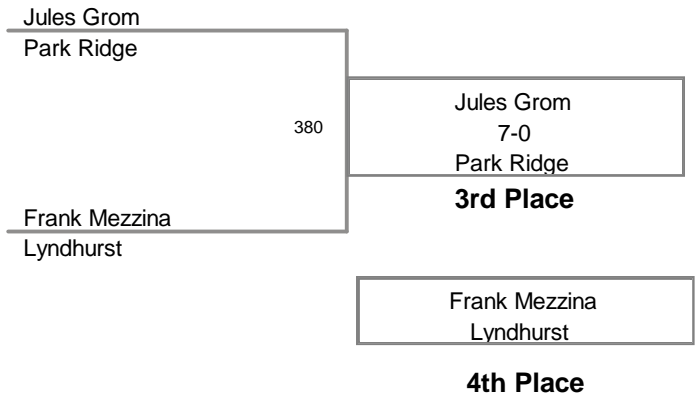 Jules Grom
Park Ridge
380
Jules Grom
7-0
Park Ridge
3rd Place
Frank Mezzina
Lyndhurst
Frank Mezzina
Lyndhurst
4th Place